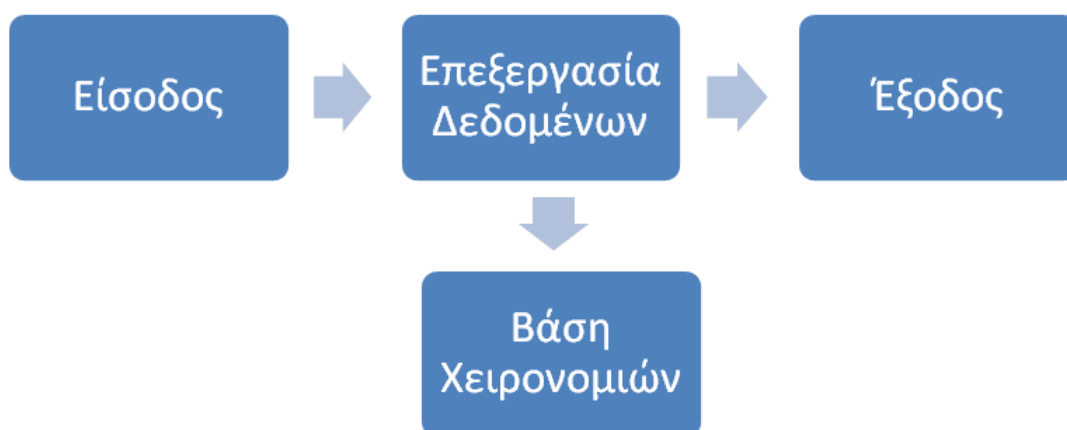 Είσοδος
Επεξεργασία
Δεδομένων
Έξοδος
Βάση
Χειρονομιών